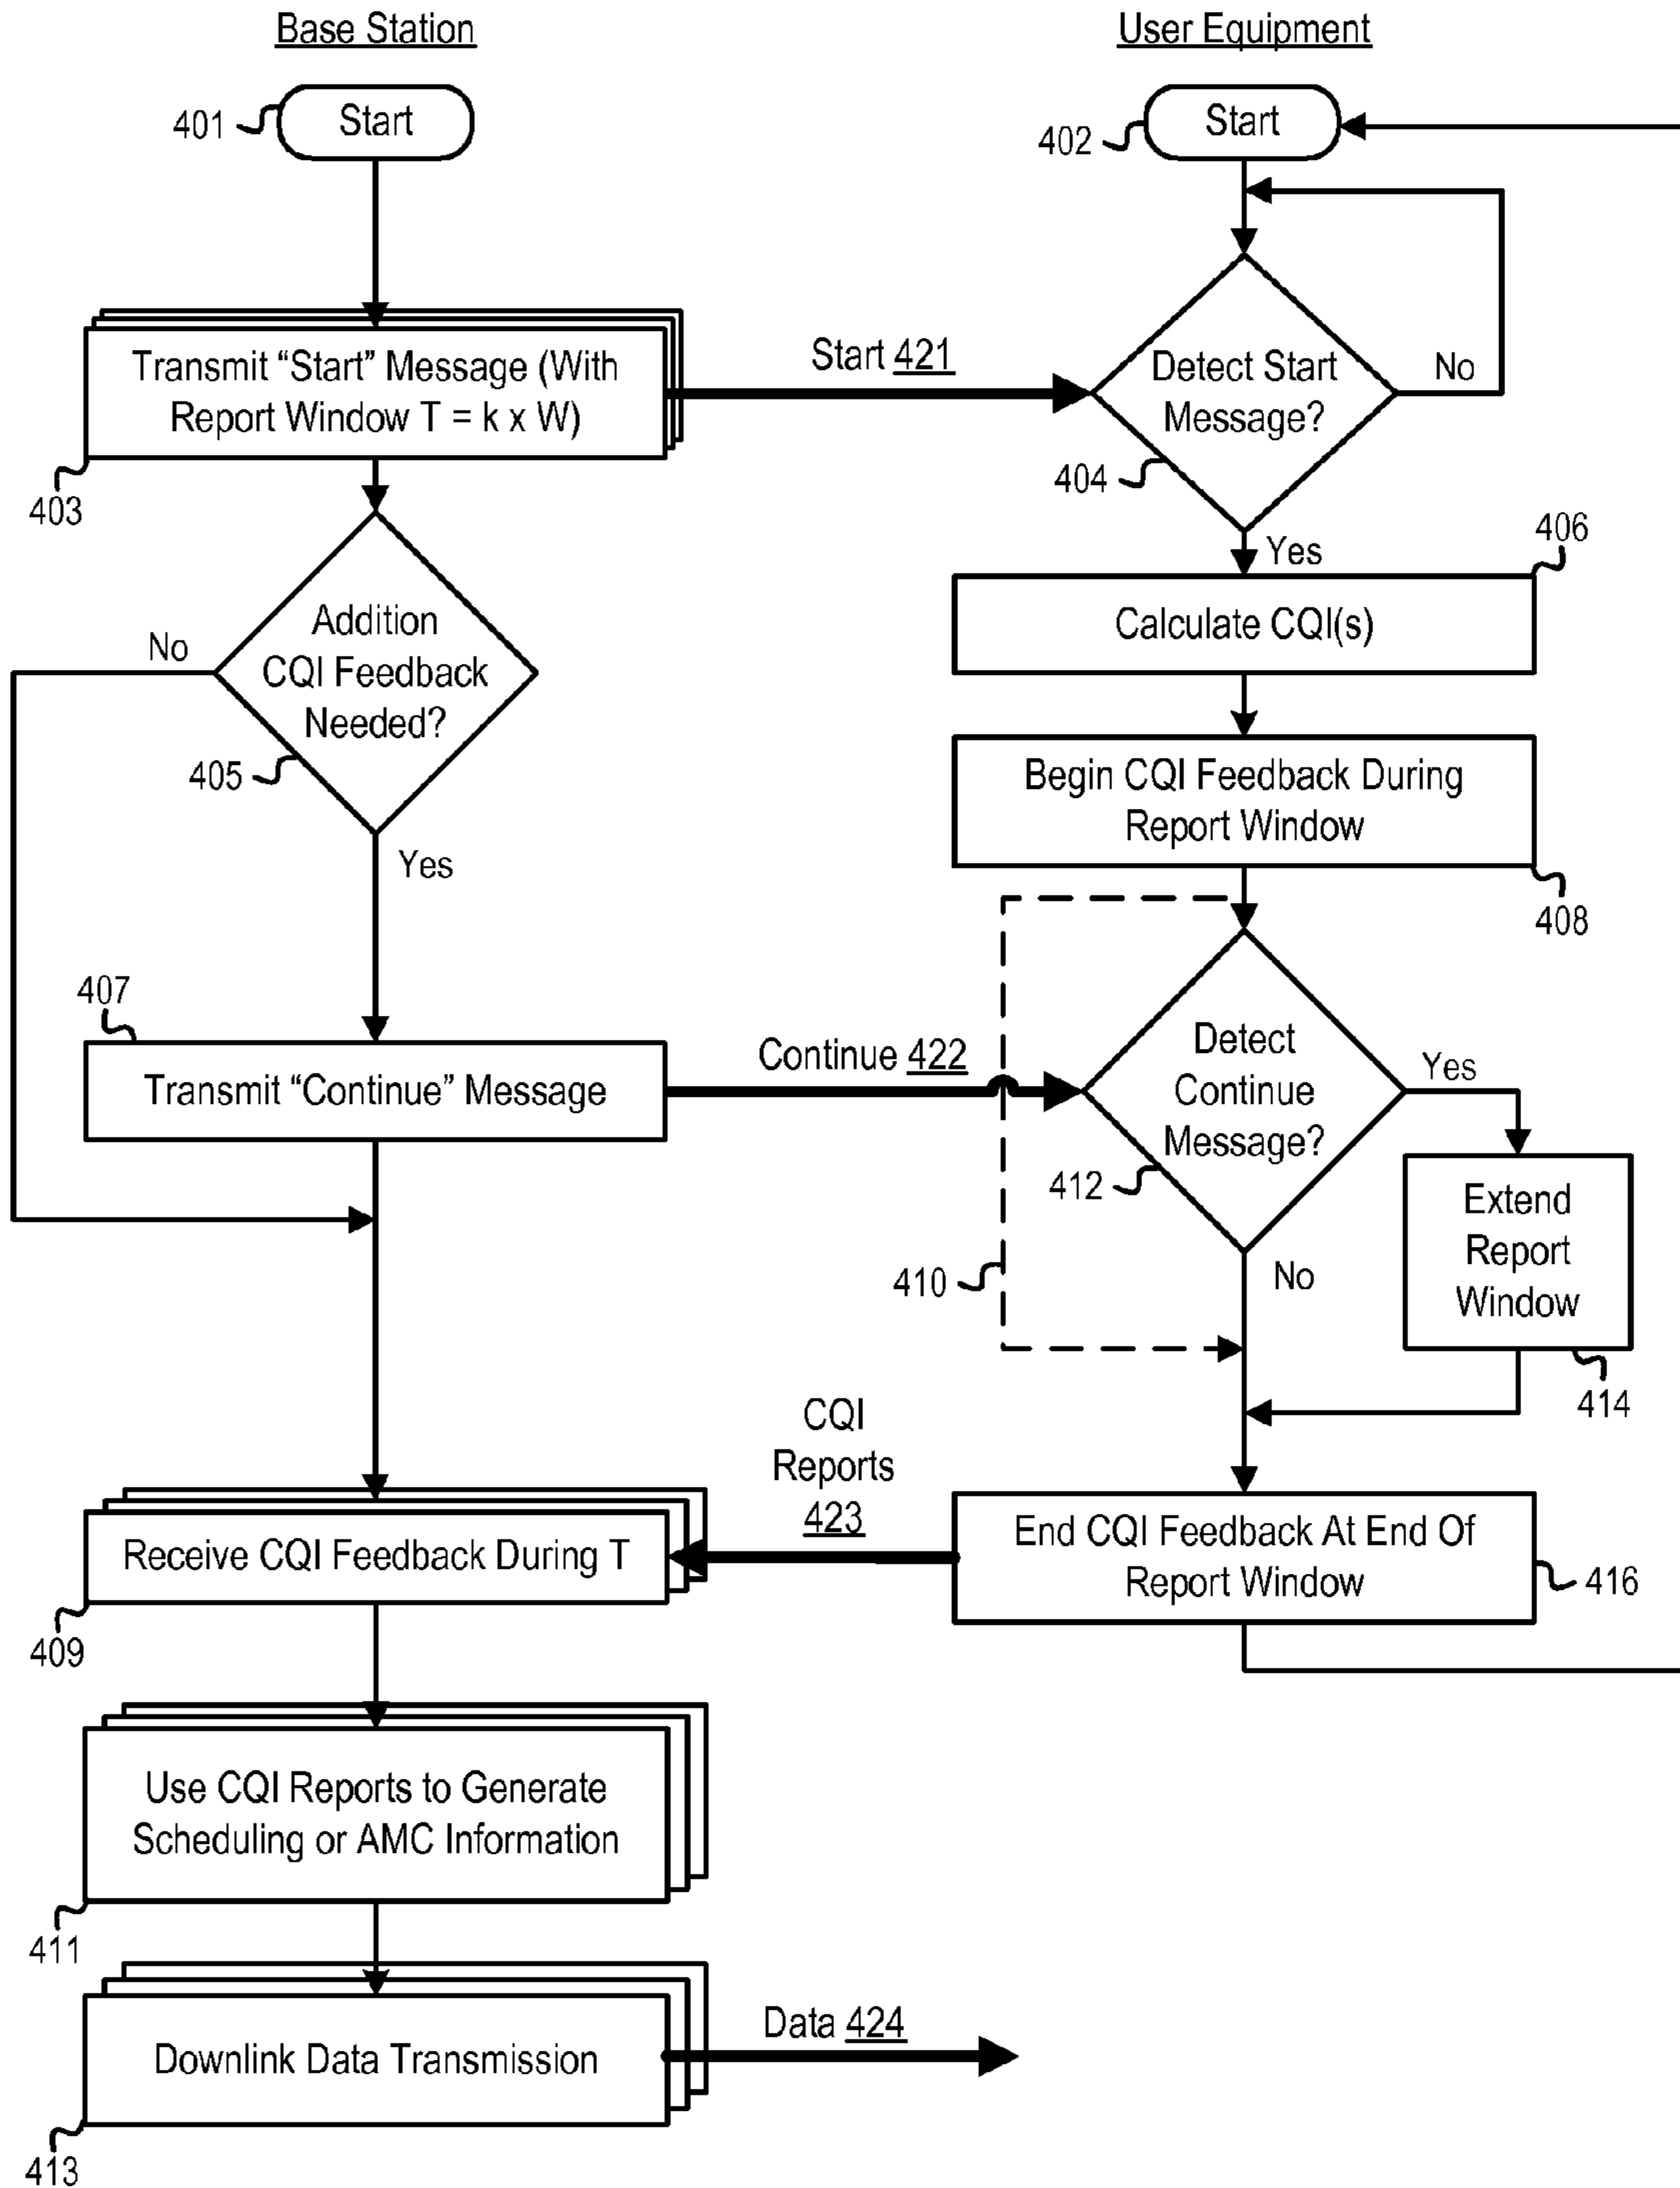 Base Station
User Equipment
401
Start
402
Start
Transmit “Start” Message (With
Report Window T = k x W)
403
Start 421
Detect Start
Message?
No
404
Yes
406
Calculate CQI(s)
Addition
CQI Feedback
Needed?
No
405
Yes
Begin CQI Feedback During
Report Window
408
407
Transmit “Continue” Message
Continue 422
Detect
Continue
Message?
Yes
412
410
No
Extend
Report
Window
414
CQI
Reports
423
Receive CQI Feedback During T
409
End CQI Feedback At End Of
Report Window
416
Use CQI Reports to Generate
Scheduling or AMC Information
411
Downlink Data Transmission
413
Data 424